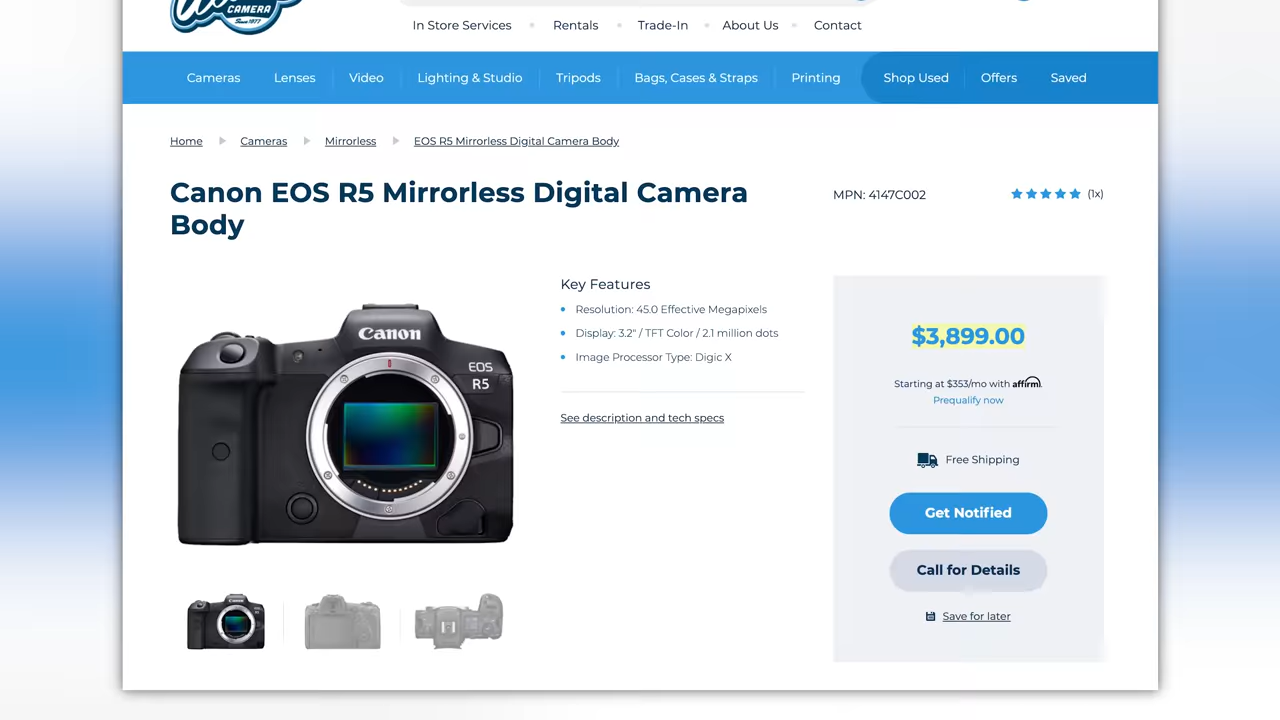 CAMERA
Since 1877
In Store Services
Rentals
Trade-In
About Us
Contact
Cameras
Lenses
Video
Lighting & Studio
Tripods
Bags, Cases & Straps
Printing
Shop Used
Offers
Saved
Home
Cameras
Mirrorless
EOS R5 Mirrorless Digital Camera Body
Canon EOS R5 Mirrorless Digital Camera
Body
MPN: 4147C002
(1x)
Canon
EOS
R5
Key Features
Resolution: 45.0 Effective Megapixels
Display: 3.2" / TFT Color / 2.1 million dots
Image Processor Type: Digic X
See description and tech specs
$3,899.00
Starting at $353/mo with affirm.
Prequalify now
Free Shipping
Get Notified
Call for Details
Save for later
Canon